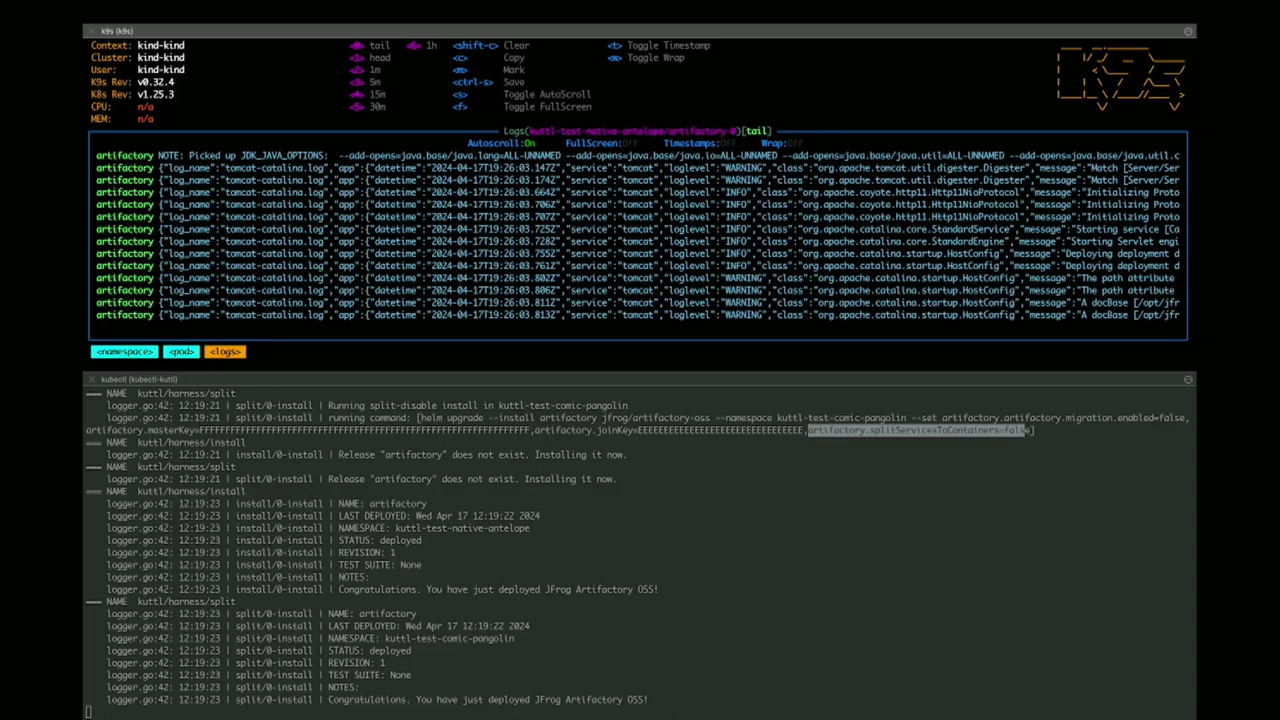 k9s (k9s)
Context: kind-kind <0> tail <6> 1h <shift-c> Clear <t> Toggle Timestamp
Cluster: kind-kind <1> head <c> Copy <w> Toggle Wrap
User: kind-kind <2> 1m <m> Mark
K9s Rev: v0.32.4 <3> 5m <ctrl-s> Save
K8s Rev: v1.25.3 <4> 15m <s> Toggle AutoScroll
CPU: n/a <5> 30m <f> Toggle FullScreen
MEM: n/a
Logs(kuttl-test-native-antelope/artifactory-0)[tail]
Autoscroll:On FullScreen:Off Timestamps:Off Wrap:Off
artifactory NOTE: Picked up JDK_JAVA_OPTIONS: --add-opens=java.base/java.lang=ALL-UNNAMED --add-opens=java.base/java.io=ALL-UNNAMED --add-opens=java.base/java.util=ALL-UNNAMED --add-opens=java.base/java.util.c
artifactory {"log_name":"tomcat-catalina.log","app":{"datetime":"2024-04-17T19:26:03.147Z","service":"tomcat","loglevel":"WARNING","class":"org.apache.tomcat.util.digester.Digester","message":"Match [Server/Ser
artifactory {"log_name":"tomcat-catalina.log","app":{"datetime":"2024-04-17T19:26:03.174Z","service":"tomcat","loglevel":"WARNING","class":"org.apache.tomcat.util.digester.Digester","message":"Match [Server/Ser
artifactory {"log_name":"tomcat-catalina.log","app":{"datetime":"2024-04-17T19:26:03.664Z","service":"tomcat","loglevel":"INFO","class":"org.apache.coyote.http11.Http11NioProtocol","message":"Initializing Proto
artifactory {"log_name":"tomcat-catalina.log","app":{"datetime":"2024-04-17T19:26:03.706Z","service":"tomcat","loglevel":"INFO","class":"org.apache.coyote.http11.Http11NioProtocol","message":"Initializing Proto
artifactory {"log_name":"tomcat-catalina.log","app":{"datetime":"2024-04-17T19:26:03.707Z","service":"tomcat","loglevel":"INFO","class":"org.apache.coyote.http11.Http11NioProtocol","message":"Initializing Proto
artifactory {"log_name":"tomcat-catalina.log","app":{"datetime":"2024-04-17T19:26:03.725Z","service":"tomcat","loglevel":"INFO","class":"org.apache.catalina.core.StandardService","message":"Starting service [Ca
artifactory {"log_name":"tomcat-catalina.log","app":{"datetime":"2024-04-17T19:26:03.728Z","service":"tomcat","loglevel":"INFO","class":"org.apache.catalina.core.StandardEngine","message":"Starting Servlet engi
artifactory {"log_name":"tomcat-catalina.log","app":{"datetime":"2024-04-17T19:26:03.755Z","service":"tomcat","loglevel":"INFO","class":"org.apache.catalina.startup.HostConfig","message":"Deploying deployment d
artifactory {"log_name":"tomcat-catalina.log","app":{"datetime":"2024-04-17T19:26:03.761Z","service":"tomcat","loglevel":"INFO","class":"org.apache.catalina.startup.HostConfig","message":"Deploying deployment d
artifactory {"log_name":"tomcat-catalina.log","app":{"datetime":"2024-04-17T19:26:03.802Z","service":"tomcat","loglevel":"WARNING","class":"org.apache.catalina.startup.HostConfig","message":"The path attribute
artifactory {"log_name":"tomcat-catalina.log","app":{"datetime":"2024-04-17T19:26:03.806Z","service":"tomcat","loglevel":"WARNING","class":"org.apache.catalina.startup.HostConfig","message":"The path attribute
artifactory {"log_name":"tomcat-catalina.log","app":{"datetime":"2024-04-17T19:26:03.811Z","service":"tomcat","loglevel":"WARNING","class":"org.apache.catalina.startup.HostConfig","message":"A docBase [/opt/jfr
artifactory {"log_name":"tomcat-catalina.log","app":{"datetime":"2024-04-17T19:26:03.813Z","service":"tomcat","loglevel":"WARNING","class":"org.apache.catalina.startup.HostConfig","message":"A docBase [/opt/jfr
<namespace> <pod> <logs>
kubectl (kubectl-kuttl)
=== NAME kuttl/harness/split
logger.go:42: 12:19:21 | split/0-install | Running split-disable install in kuttl-test-comic-pangolin
logger.go:42: 12:19:21 | split/0-install | running command: [helm upgrade --install artifactory jfrog/artifactory-oss --namespace kuttl-test-comic-pangolin --set artifactory.artifactory.migration.enabled=false,
artifactory.masterKey=FFFFFFFFFFFFFFFFFFFFFFFFFFFFFFFFFFFFFFFFFFFFFFFFFFFFFFFFFFFFFFFF,artifactory.joinKey=EEEEEEEEEEEEEEEEEEEEEEEEEEEEEEEE,artifactory.splitServicesToContainers=false]
=== NAME kuttl/harness/install
logger.go:42: 12:19:21 | install/0-install | Release "artifactory" does not exist. Installing it now.
=== NAME kuttl/harness/split
logger.go:42: 12:19:21 | split/0-install | Release "artifactory" does not exist. Installing it now.
=== NAME kuttl/harness/install
logger.go:42: 12:19:23 | install/0-install | NAME: artifactory
logger.go:42: 12:19:23 | install/0-install | LAST DEPLOYED: Wed Apr 17 12:19:22 2024
logger.go:42: 12:19:23 | install/0-install | NAMESPACE: kuttl-test-native-antelope
logger.go:42: 12:19:23 | install/0-install | STATUS: deployed
logger.go:42: 12:19:23 | install/0-install | REVISION: 1
logger.go:42: 12:19:23 | install/0-install | TEST SUITE: None
logger.go:42: 12:19:23 | install/0-install | NOTES:
logger.go:42: 12:19:23 | install/0-install | Congratulations. You have just deployed JFrog Artifactory OSS!
=== NAME kuttl/harness/split
logger.go:42: 12:19:23 | split/0-install | NAME: artifactory
logger.go:42: 12:19:23 | split/0-install | LAST DEPLOYED: Wed Apr 17 12:19:22 2024
logger.go:42: 12:19:23 | split/0-install | NAMESPACE: kuttl-test-comic-pangolin
logger.go:42: 12:19:23 | split/0-install | STATUS: deployed
logger.go:42: 12:19:23 | split/0-install | REVISION: 1
logger.go:42: 12:19:23 | split/0-install | TEST SUITE: None
logger.go:42: 12:19:23 | split/0-install | NOTES:
logger.go:42: 12:19:23 | split/0-install | Congratulations. You have just deployed JFrog Artifactory OSS!